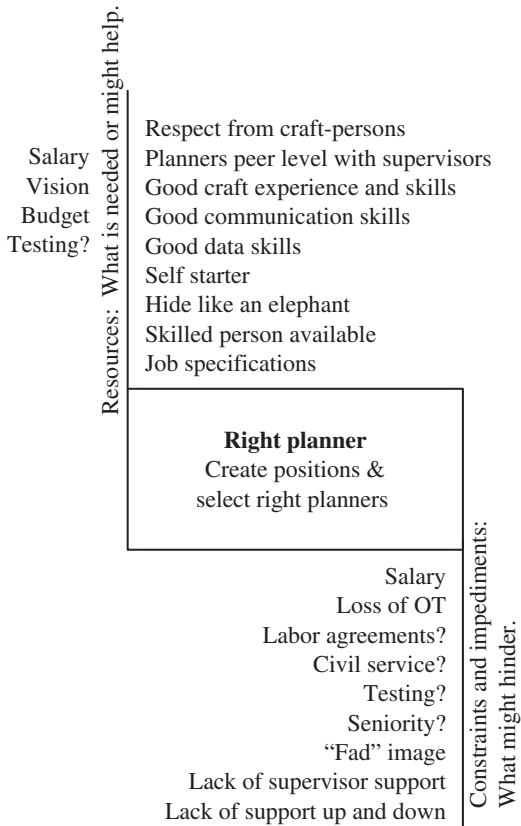 Resources: What is needed or might help.
Salary
Vision
Budget
Testing?
Respect from craft-persons
Planners peer level with supervisors
Good craft experience and skills
Good communication skills
Good data skills
Self starter
Hide like an elephant
Skilled person available
Job specifications
Right planner
Create positions &
select right planners
Salary
Loss of OT
Labor agreements?
Civil service?
Testing?
Seniority?
“Fad” image
Lack of supervisor support
Lack of support up and down
Constraints and impediments:
What might hinder.